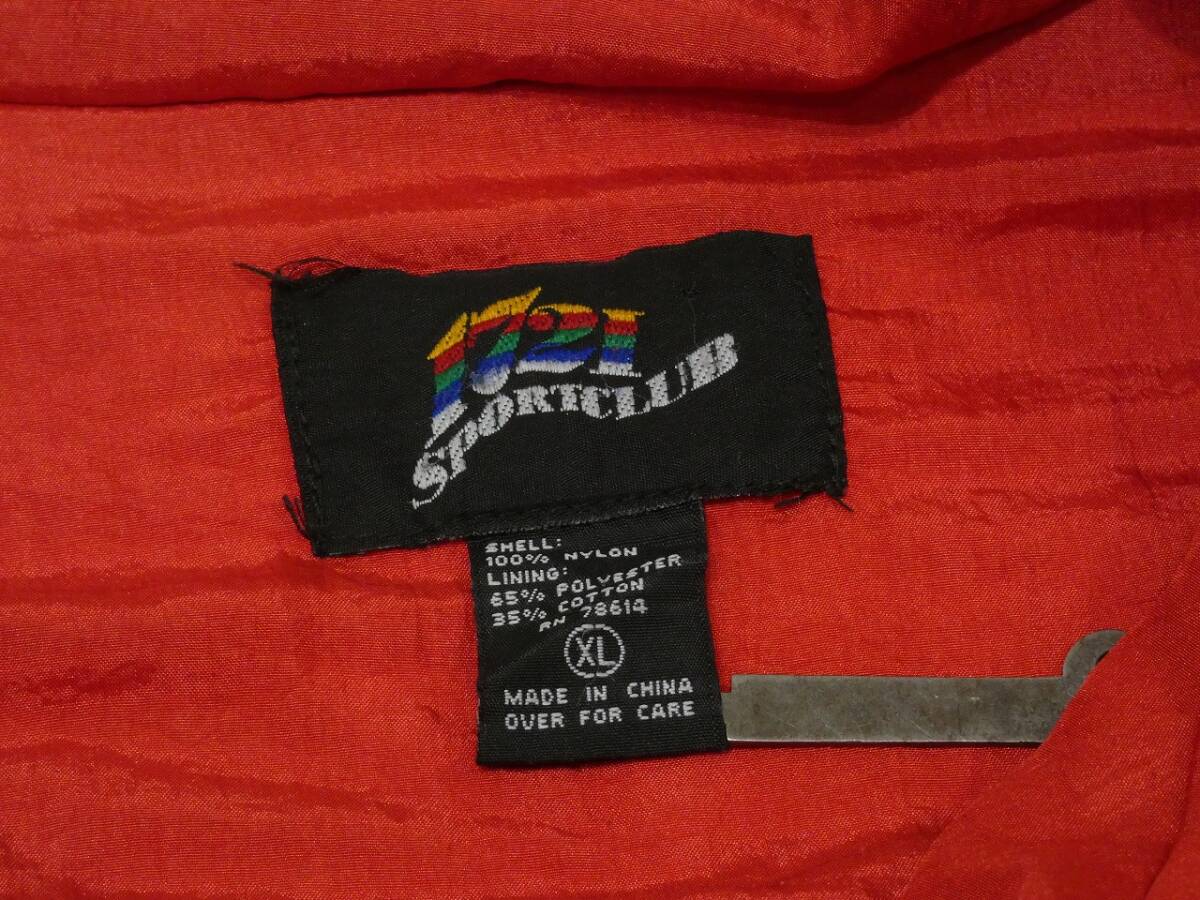 1721
SPORTCLUB
SHELL:
100% NYLON
LINING:
65% POLYESTER
35% COTTON
RN 78614
XL
MADE IN CHINA
OVER FOR CARE